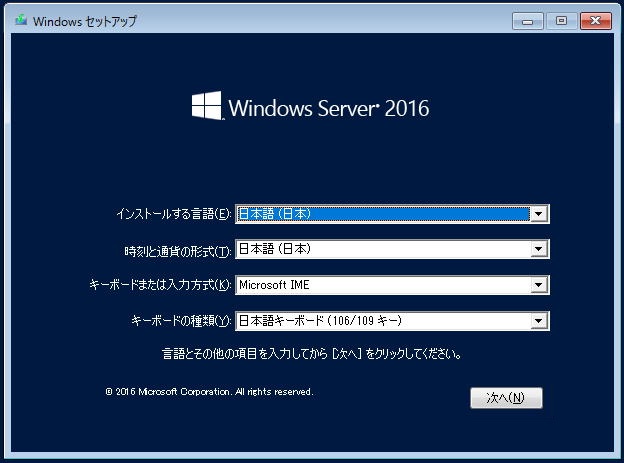 Windows セットアップ
Windows Server® 2016
インストールする言語(E): 日本語 (日本)
時刻と通貨の形式(T): 日本語 (日本)
キーボードまたは入力方式(K): Microsoft IME
キーボードの種類(Y): 日本語キーボード (106/109 キー)
言語とその他の項目を入力してから [次へ] をクリックしてください。
© 2016 Microsoft Corporation. All rights reserved.
次へ(N)